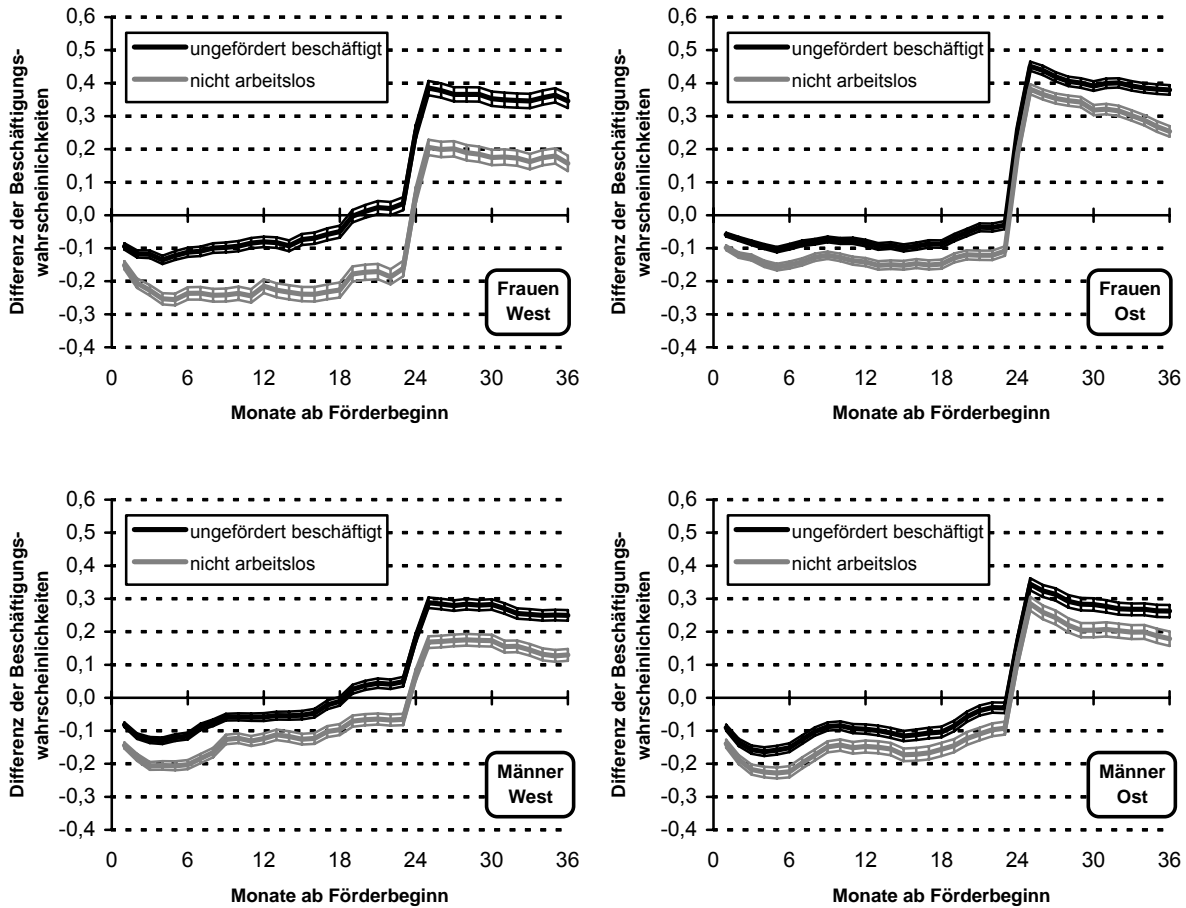 Differenz der Beschäftigungs-
wahrscheinlichkeiten
0,6
0,5
0,4
0,3
0,2
0,1
0,0
-0,1
-0,2
-0,3
-0,4
ungefördert beschäftigt
nicht arbeitslos
Frauen
West
0 6 12 18 24 30 36
Monate ab Förderbeginn
Differenz der Beschäftigungs-
wahrscheinlichkeiten
0,6
0,5
0,4
0,3
0,2
0,1
0,0
-0,1
-0,2
-0,3
-0,4
ungefördert beschäftigt
nicht arbeitslos
Frauen
Ost
0 6 12 18 24 30 36
Monate ab Förderbeginn
Differenz der Beschäftigungs-
wahrscheinlichkeiten
0,6
0,5
0,4
0,3
0,2
0,1
0,0
-0,1
-0,2
-0,3
-0,4
ungefördert beschäftigt
nicht arbeitslos
Männer
West
0 6 12 18 24 30 36
Monate ab Förderbeginn
Differenz der Beschäftigungs-
wahrscheinlichkeiten
0,6
0,5
0,4
0,3
0,2
0,1
0,0
-0,1
-0,2
-0,3
-0,4
ungefördert beschäftigt
nicht arbeitslos
Männer
Ost
0 6 12 18 24 30 36
Monate ab Förderbeginn